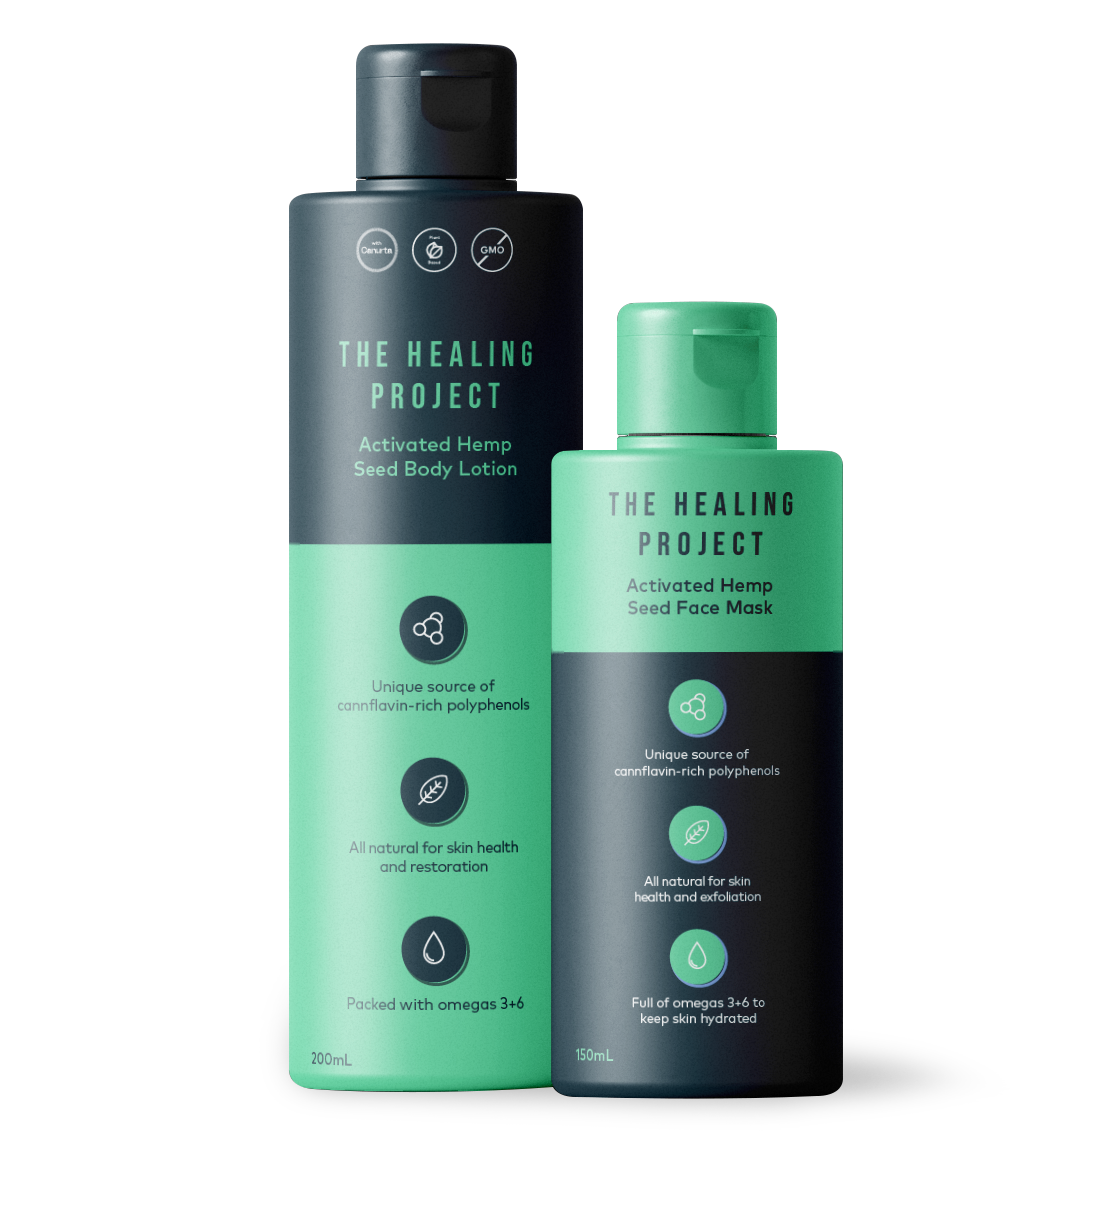 with
Canurta
Plant
Based
GMO
THE HEALING
PROJECT
Activated Hemp
Seed Body Lotion
Unique source of
cannflavin-rich polyphenols
All natural for skin health
and restoration
Packed with omegas 3+6
200mL
THE HEALING
PROJECT
Activated Hemp
Seed Face Mask
Unique source of
cannflavin-rich polyphenols
All natural for skin
health and exfoliation
Full of omegas 3+6 to
keep skin hydrated
150mL